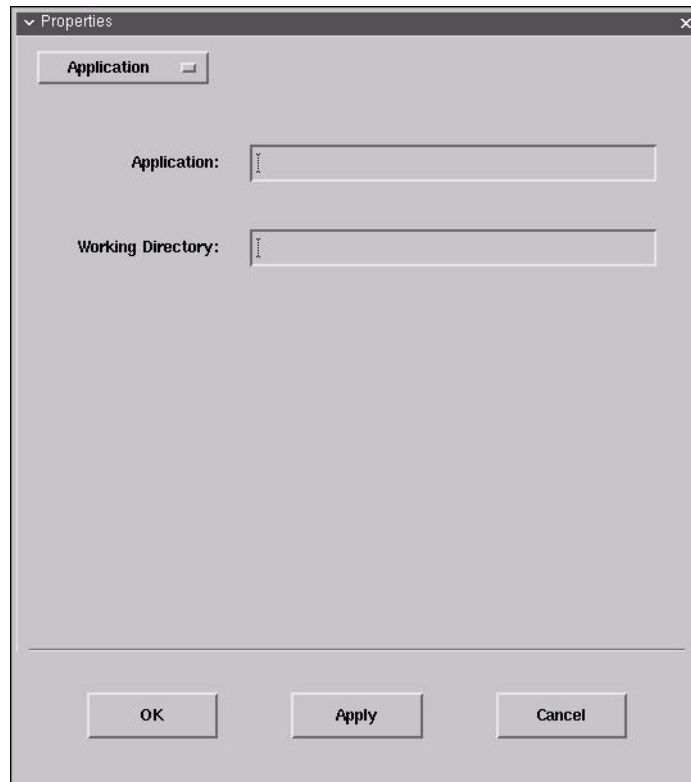 Properties
Application
Application:
Working Directory:
OK Apply Cancel